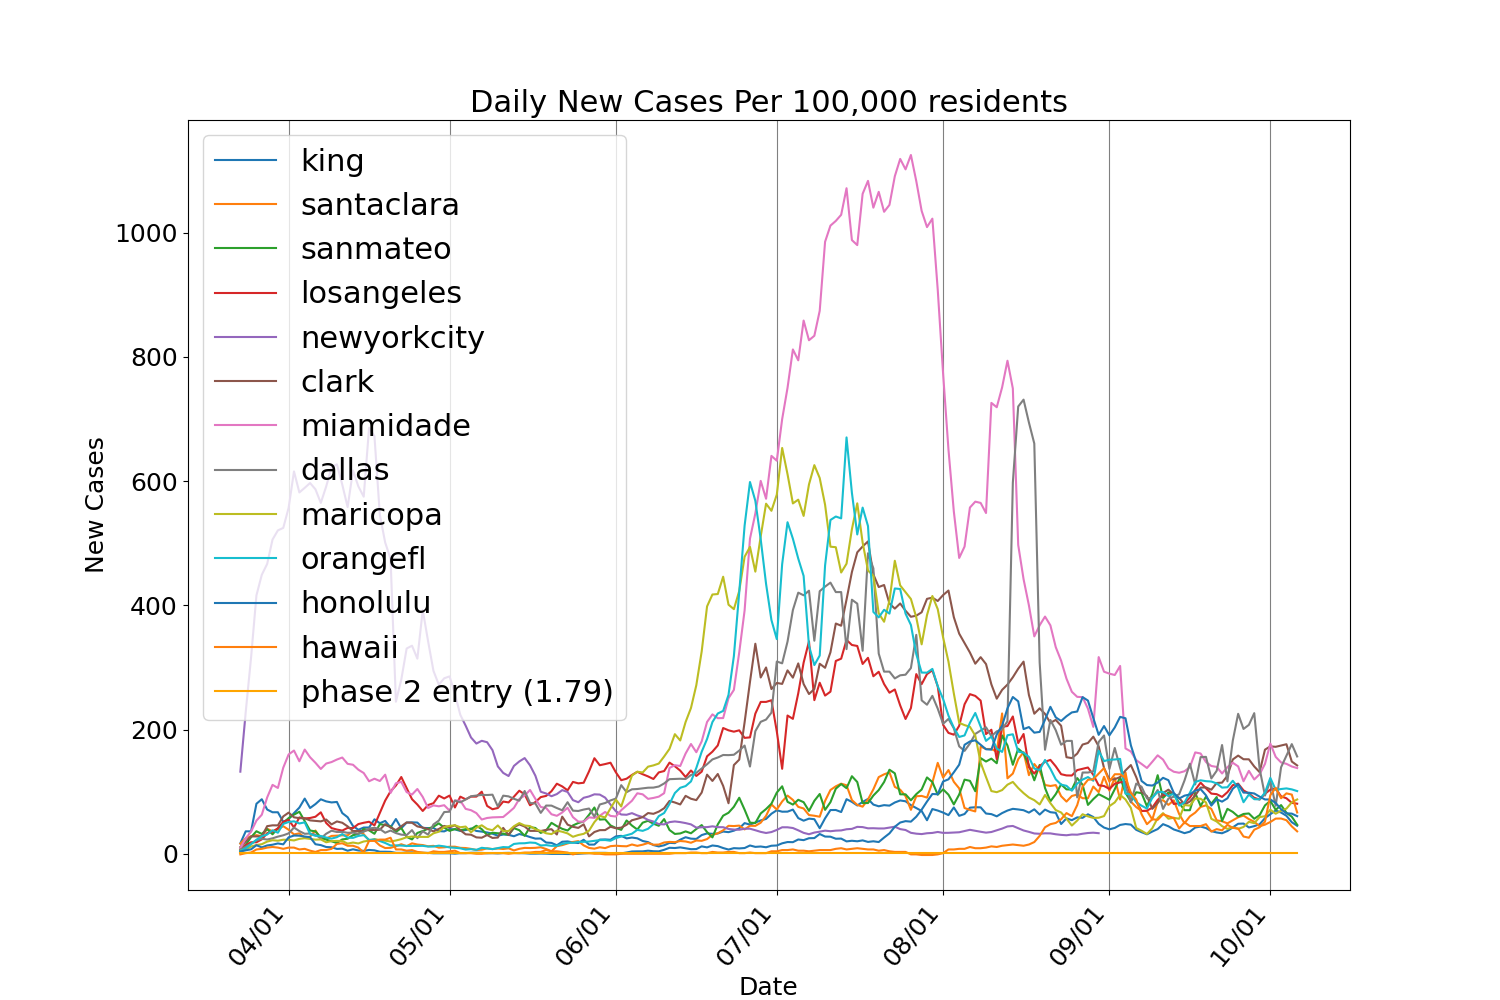 Daily New Cases Per 100,000 residents
king
santaclara
sanmateo
losangeles
newyorkcity
clark
miamidade
dallas
maricopa
orangefl
honolulu
hawaii
phase 2 entry (1.79)
New Cases
1000
800
600
400
200
0
04/01
05/01
06/01
07/01
08/01
09/01
10/01
Date